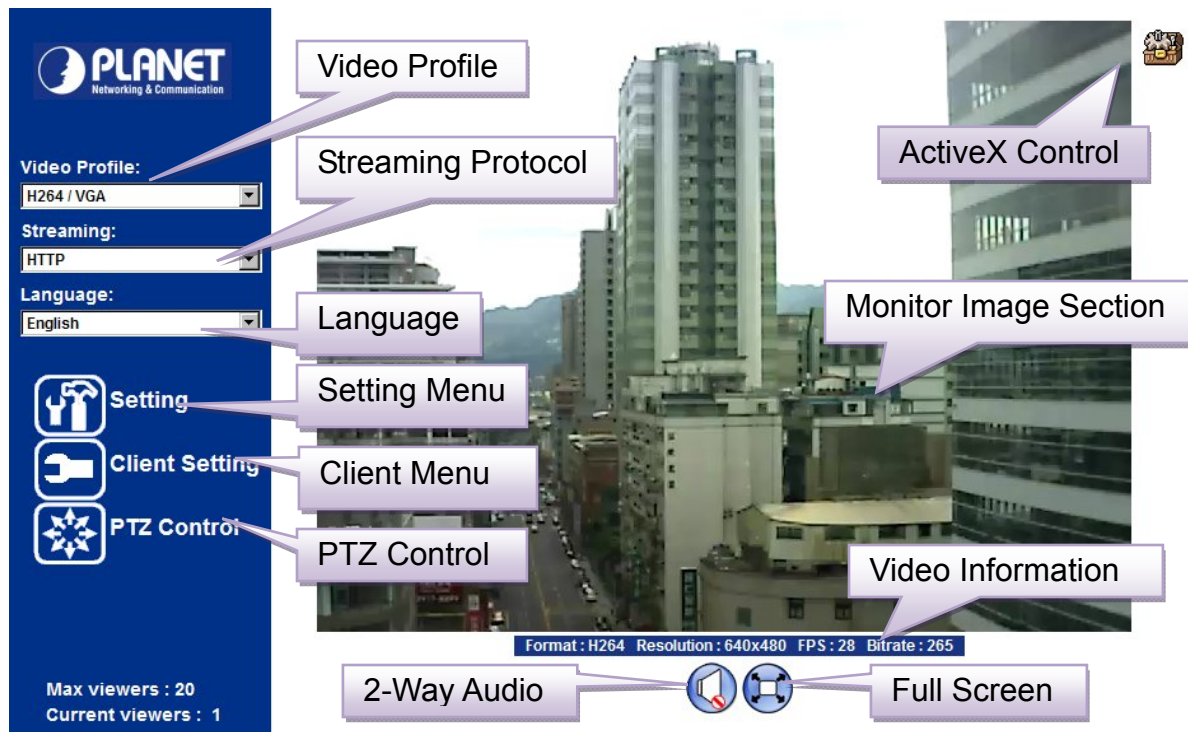 PLANET
Networking & Communication
Video Profile:
H264 / VGA
Streaming:
HTTP
Language:
English
Setting
Client Setting
PTZ Control
Max viewers : 20
Current viewers : 1
Video Profile
Streaming Protocol
Language
Setting Menu
Client Menu
PTZ Control
ActiveX Control
Monitor Image Section
Video Information
Format : H264 Resolution : 640x480 FPS : 28 Bitrate : 265
2-Way Audio
Full Screen